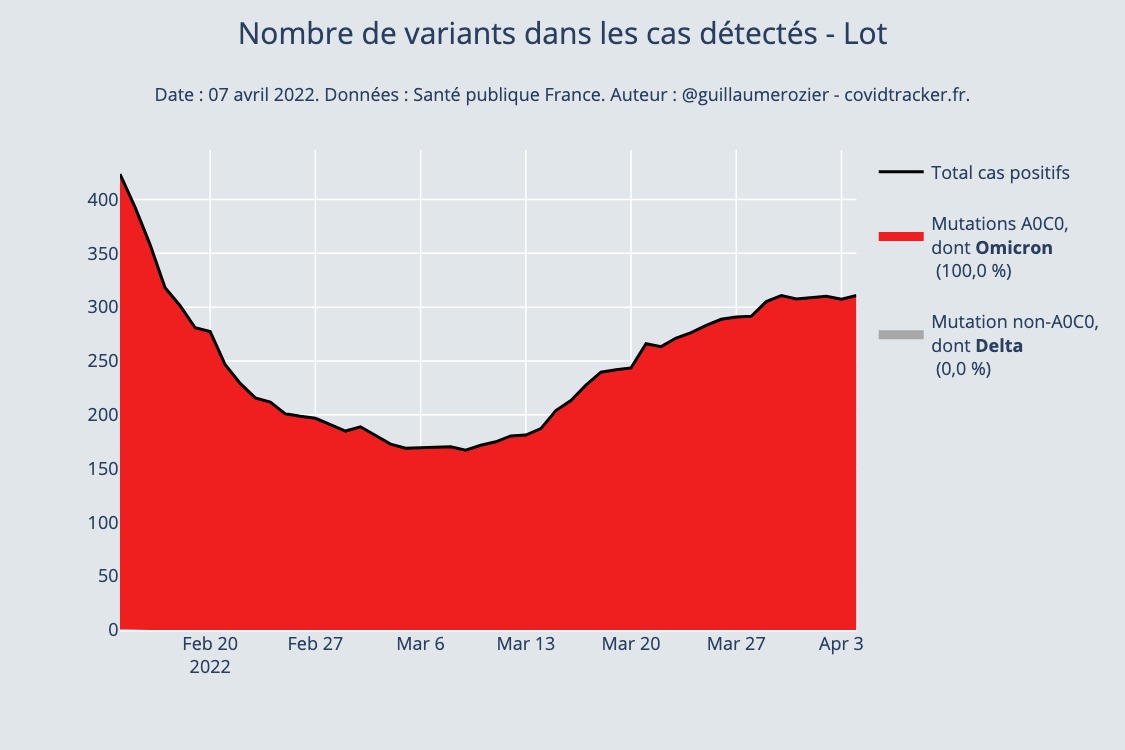 Nombre de variants dans les cas détectés - Lot
Date : 07 avril 2022. Données : Santé publique France. Auteur : @guillaumerozier - covidtracker.fr.
400
350
300
250
200
150
100
50
0
Feb 20
2022
Feb 27
Mar 6
Mar 13
Mar 20
Mar 27
Apr 3
Total cas positifs
Mutations A0C0,
dont Omicron
(100,0 %)
Mutation non-A0C0,
dont Delta
(0,0 %)